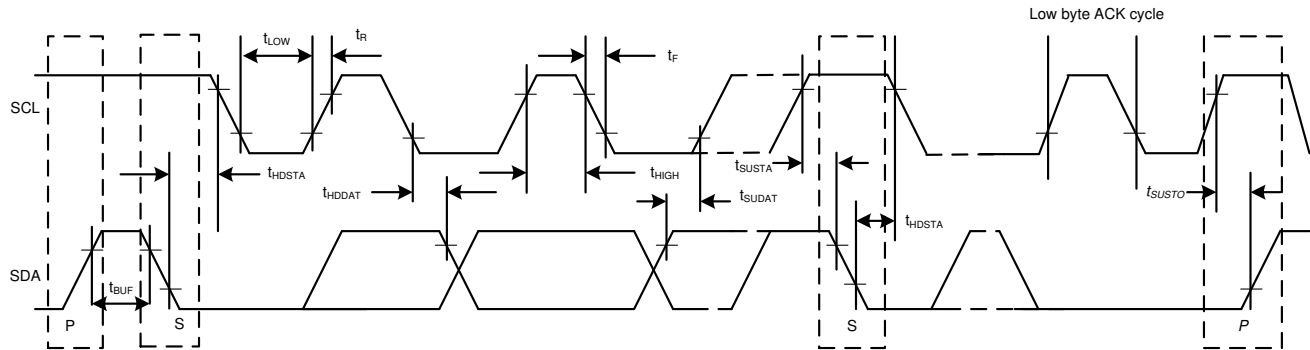 Low byte ACK cycle
tLOW
tR
tF
SCL
tHDSTA
tHDDAT
tHIGH
tSUSTA
tSUDAT
tHDSTA
tSUSTO
SDA
tBUF
P
S
S
P